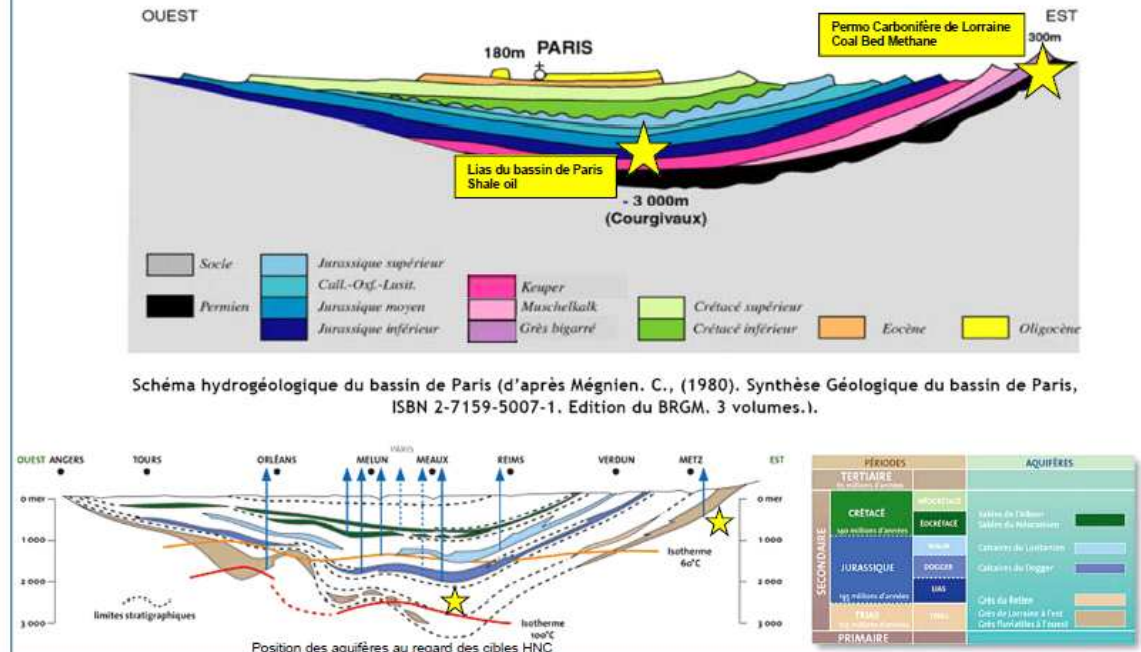 OUEST
EST
Permo Carbonifère de Lorraine
Coal Bed Methane
300m
180m PARIS
Lias du bassin de Paris
Shale oil
- 3 000m
(Courgivaux)
Socle
Permien
Jurassique supérieur
Call.-Oxf.-Lusit.
Jurassique moyen
Jurassique inférieur
Keuper
Muschelkalk
Grès bigarré
Crétacé supérieur
Crétacé inférieur
Eocène
Oligocène
Schéma hydrogéologique du bassin de Paris (d'après Mégnien. C., (1980). Synthèse Géologique du bassin de Paris,
ISBN 2-7159-5007-1. Edition du BRGM. 3 volumes.).
OUEST ANGERS TOURS ORLÉANS MELUN PARIS MEAUX REIMS VERDUN METZ EST
0 mer
1 000
2 000
3 000
0 mer
1 000
2 000
3 000
Isotherme
60°C
Isotherme
100°C
limites stratigraphiques
Position des aquifères au regard des cibles HNC
PÉRIODES
AQUIFÈRES
TERTIAIRE
SECONDAIRE
CRÉTACÉ
NÉOCRÉTACÉ
ÉOCRÉTACÉ
Sables de l'Albien
Sables du Néocomien
JURASSIQUE
MALM
DOGGER
LIAS
Calcaires du Lusitanien
Calcaires du Dogger
TRIAS
Grès de Lorraine à l'est
Grès fluviatiles à l'ouest
PRIMAIRE